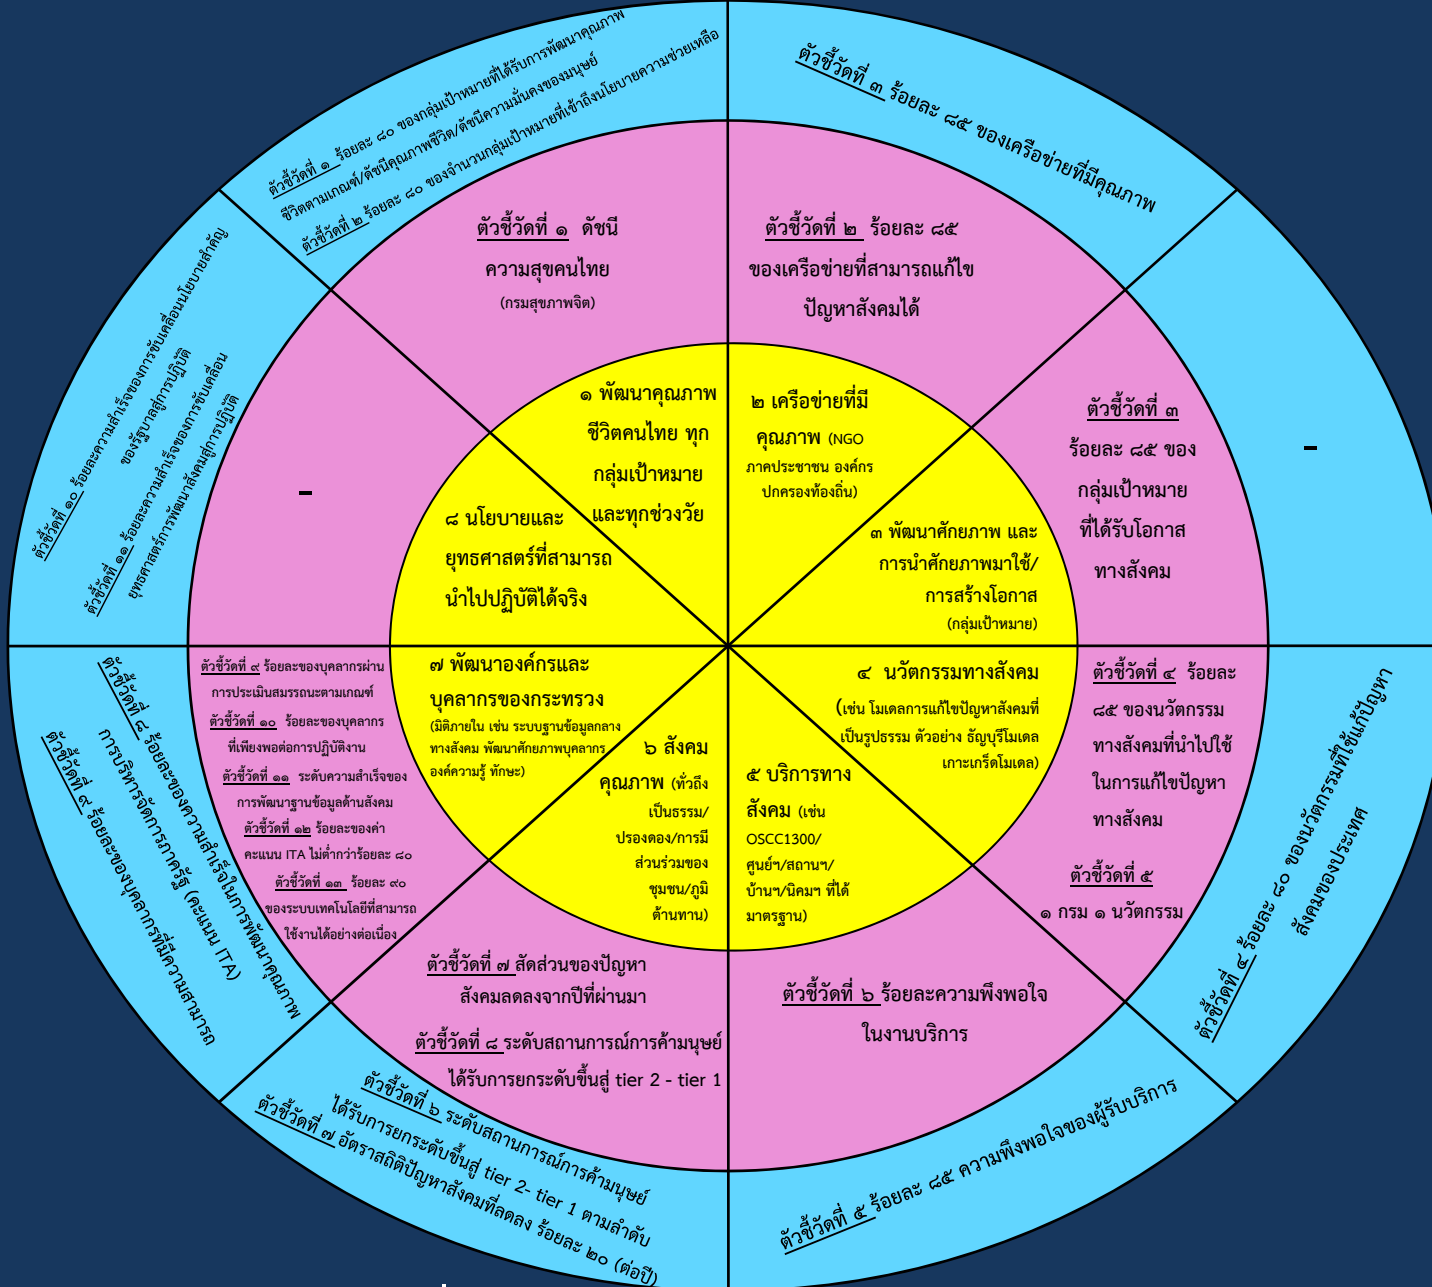 ตัวชี้วัดที่ ๑ ร้อยละ ๘๐ ของกลุ่มเป้าหมายที่ได้รับการพัฒนาคุณภาพ
ชีวิตตามเกณฑ์/ดัชนีคุณภาพชีวิต/ดัชนีความมั่นคงของมนุษย์
ตัวชี้วัดที่ ๒ ร้อยละ ๘๐ ของจำนวนกลุ่มเป้าหมายที่เข้าถึงนโยบายความช่วยเหลือ
ตัวชี้วัดที่ ๓ ร้อยละ ๘๕ ของเครือข่ายที่มีคุณภาพ
-
ตัวชี้วัดที่ ๔ ร้อยละ ๘๐ ของนวัตกรรมที่ใช้แก้ปัญหา
สังคมของประเทศ
ตัวชี้วัดที่ ๕ ร้อยละ ๘๕ ความพึงพอใจของผู้รับบริการ
ตัวชี้วัดที่ ๖ ระดับสถานการณ์การค้ามนุษย์
ได้รับการยกระดับขึ้นสู่ tier 2- tier 1 ตามลำดับ
ตัวชี้วัดที่ ๗ อัตราสถิติปัญหาสังคมที่ลดลง ร้อยละ ๒๐ (ต่อปี)
ตัวชี้วัดที่ ๘ ร้อยละของความสำเร็จในการพัฒนาคุณภาพ
การบริหารจัดการภาครัฐ (คะแนน ITA)
ตัวชี้วัดที่ ๙ ร้อยละของบุคลากรที่มีความสามารถ
ตัวชี้วัดที่ ๑๐ ร้อยละความสำเร็จของการขับเคลื่อนนโยบายสำคัญ
ของรัฐบาลสู่การปฏิบัติ
ตัวชี้วัดที่ ๑๑ ร้อยละความสำเร็จของการขับเคลื่อน
ยุทธศาสตร์การพัฒนาสังคมสู่การปฏิบัติ
ตัวชี้วัดที่ ๑ ดัชนี
ความสุขคนไทย
(กรมสุขภาพจิต)
ตัวชี้วัดที่ ๒ ร้อยละ ๘๕
ของเครือข่ายที่สามารถแก้ไข
ปัญหาสังคมได้
ตัวชี้วัดที่ ๓
ร้อยละ ๘๕ ของ
กลุ่มเป้าหมาย
ที่ได้รับโอกาส
ทางสังคม
ตัวชี้วัดที่ ๔ ร้อยละ
๘๕ ของนวัตกรรม
ทางสังคมที่นำไปใช้
ในการแก้ไขปัญหา
ทางสังคม
ตัวชี้วัดที่ ๕
๑ กรม ๑ นวัตกรรม
ตัวชี้วัดที่ ๖ ร้อยละความพึงพอใจ
ในงานบริการ
ตัวชี้วัดที่ ๗ สัดส่วนของปัญหา
สังคมลดลงจากปีที่ผ่านมา
ตัวชี้วัดที่ ๘ ระดับสถานการณ์การค้ามนุษย์
ได้รับการยกระดับขึ้นสู่ tier 2 - tier 1
ตัวชี้วัดที่ ๙ ร้อยละของบุคลากรผ่าน
การประเมินสมรรถนะตามเกณฑ์
ตัวชี้วัดที่ ๑๐ ร้อยละของบุคลากร
ที่เพียงพอต่อการปฏิบัติงาน
ตัวชี้วัดที่ ๑๑ ระดับความสำเร็จของ
การพัฒนาฐานข้อมูลด้านสังคม
ตัวชี้วัดที่ ๑๒ ร้อยละของค่า
คะแนน ITA ไม่ต่ำกว่าร้อยละ ๘๐
ตัวชี้วัดที่ ๑๓ ร้อยละ ๙๐
ของระบบเทคโนโลยีที่สามารถ
ใช้งานได้อย่างต่อเนื่อง
-
๑ พัฒนาคุณภาพ
ชีวิตคนไทย ทุก
กลุ่มเป้าหมาย
และทุกช่วงวัย
๒ เครือข่ายที่มี
คุณภาพ (NGO
ภาคประชาชน องค์กร
ปกครองท้องถิ่น)
๓ พัฒนาศักยภาพ และ
การนำศักยภาพมาใช้/
การสร้างโอกาส
(กลุ่มเป้าหมาย)
๔ นวัตกรรมทางสังคม
(เช่น โมเดลการแก้ไขปัญหาสังคมที่
เป็นรูปธรรม ตัวอย่าง ธัญบุรีโมเดล
เกาะเกร็ดโมเดล)
๕ บริการทาง
สังคม (เช่น
OSCC1300/
ศูนย์ฯ/สถานฯ/
บ้านฯ/นิคมฯ ที่ได้
มาตรฐาน)
๖ สังคม
คุณภาพ (ทั่วถึง
เป็นธรรม/
ปรองดอง/การมี
ส่วนร่วมของ
ชุมชน/ภูมิ
ต้านทาน)
๗ พัฒนาองค์กรและ
บุคลากรของกระทรวง
(มิติภายใน เช่น ระบบฐานข้อมูลกลาง
ทางสังคม พัฒนาศักยภาพบุคลากร
องค์ความรู้ ทักษะ)
๘ นโยบายและ
ยุทธศาสตร์ที่สามารถ
นำไปปฏิบัติได้จริง